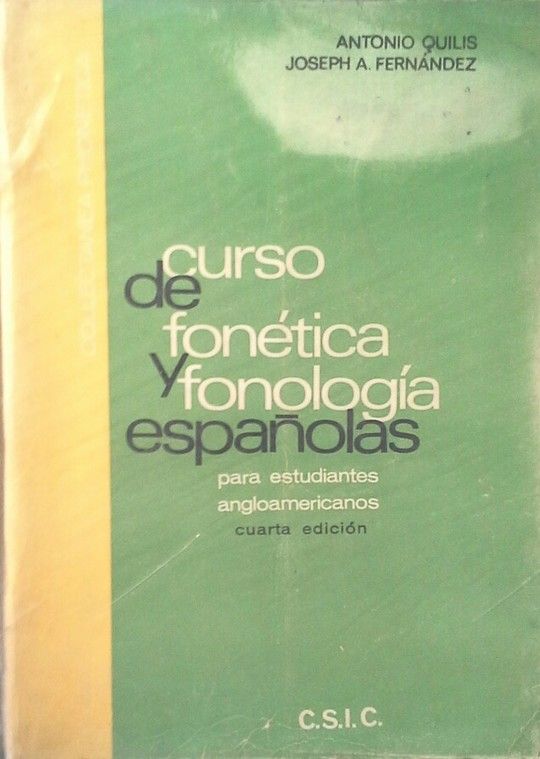 ANTONIO QUILIS
JOSEPH A. FERNÁNDEZ
curso
de
fonética
y fonología
españolas
para estudiantes
angloamericanos
cuarta edición
C.S.I.C.